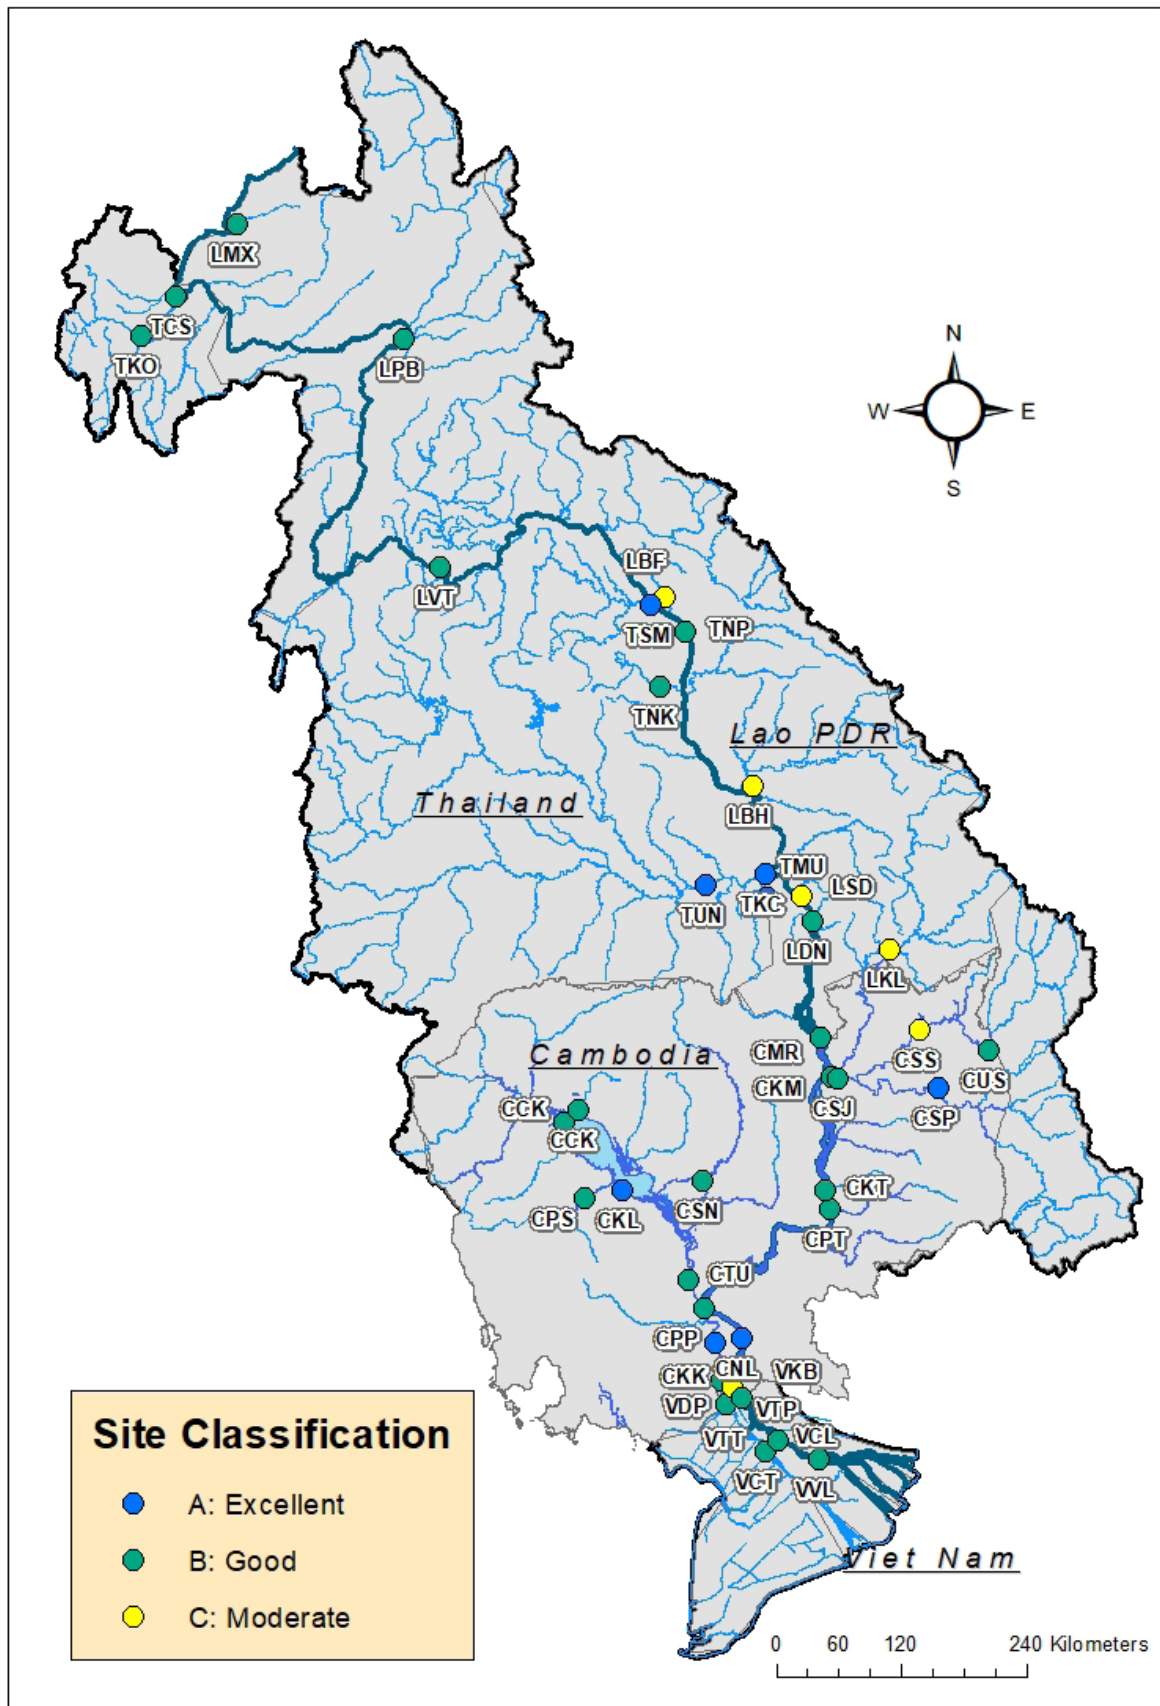 LMX
TCS
TKO
LPB
N
W
E
S
LBF
LVT
TSM
TNP
TNK
Lao PDR
Thailand
LBH
TMU
LSD
TUN
TKC
LDN
LKL
CMR
CSS
Cambodia
CKM
CUS
CSJ
CSP
CCK
CCK
CKT
CPS
CKL
CSN
CPT
CTU
CPP
CNL
VKB
CKK
VDP
VTP
VTT
VCL
VCT
VVL
Viet Nam
Site Classification
A: Excellent
B: Good
C: Moderate
0 60 120 240 Kilometers